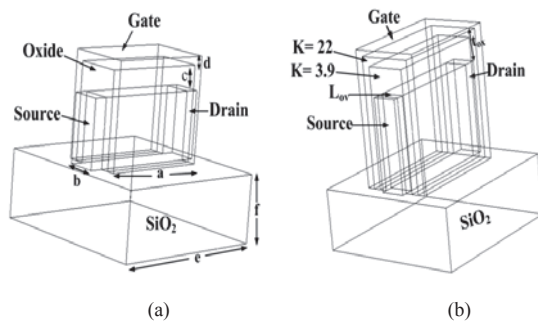 Gate
Oxide
d
c
Source
Drain
b
a
SiO2
f
e
(a)
Gate
K= 22
tox
K= 3.9
Drain
Lov
Source
SiO2
(b)